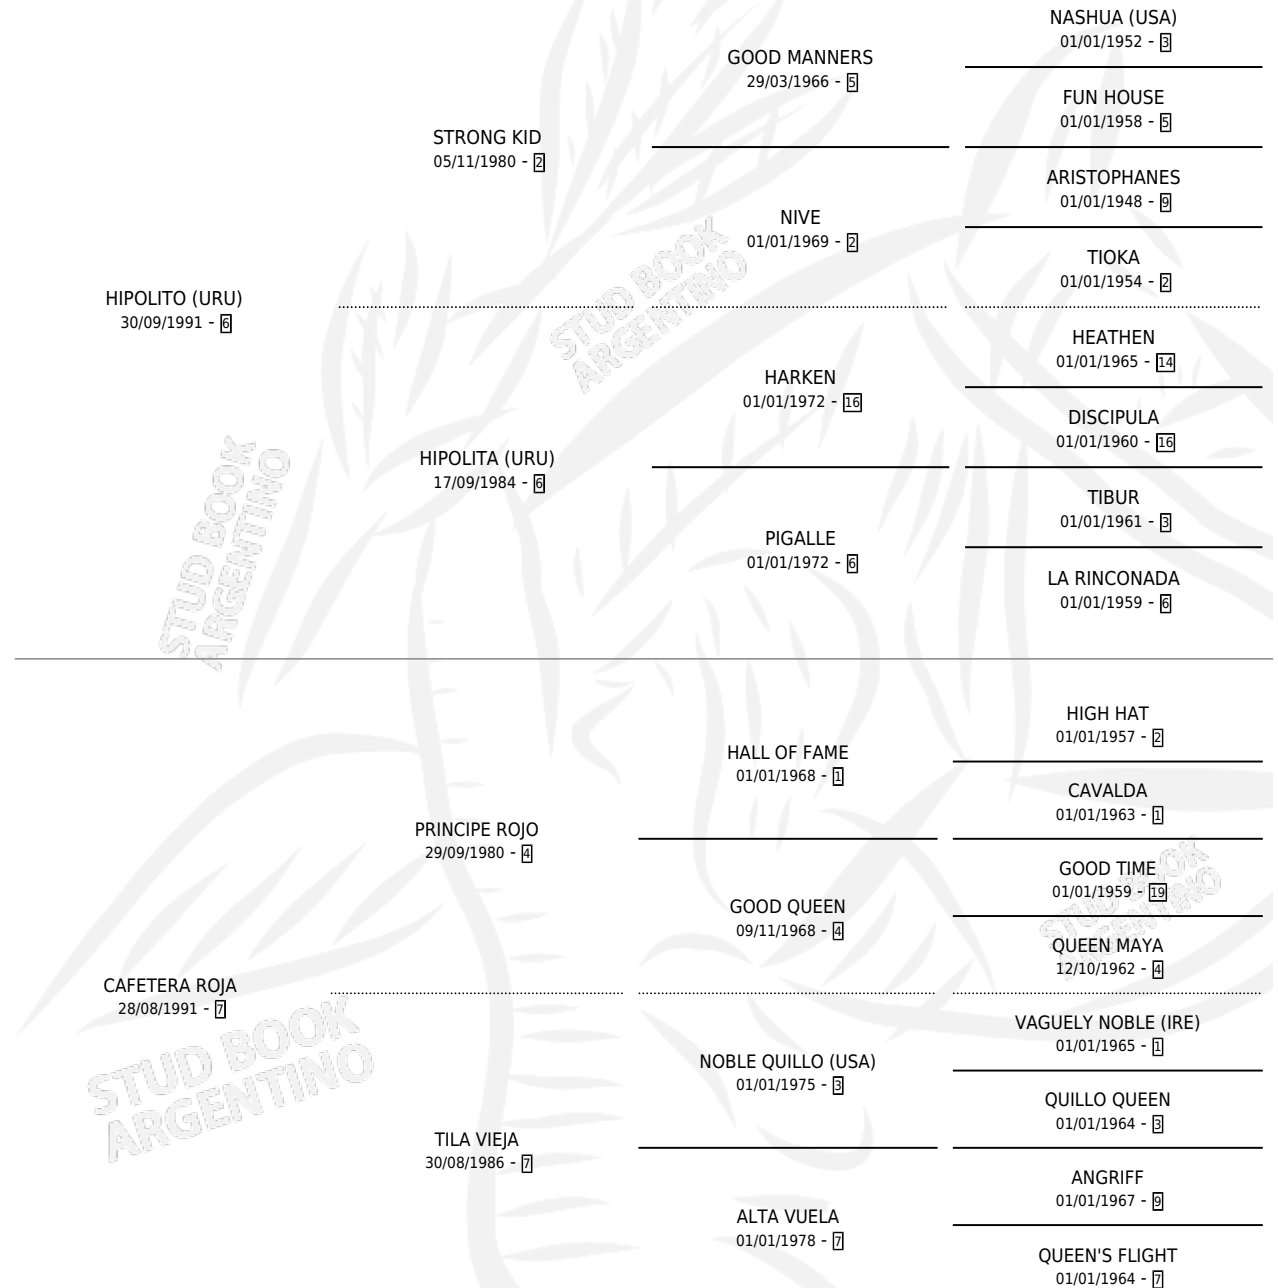 NASHUA (USA)
01/01/1952 - 3
GOOD MANNERS
29/03/1966 - 5
FUN HOUSE
01/01/1958 - 5
STRONG KID
05/11/1980 - 2
ARISTOPHANES
01/01/1948 - 9
NIVE
01/01/1969 - 2
TIOKA
01/01/1954 - 2
HIPOLITO (URU)
30/09/1991 - 6
HEATHEN
01/01/1965 - 14
HARKEN
01/01/1972 - 16
DISCIPULA
01/01/1960 - 16
HIPOLITA (URU)
17/09/1984 - 6
TIBUR
01/01/1961 - 3
PIGALLE
01/01/1972 - 6
LA RINCONADA
01/01/1959 - 6
HIGH HAT
01/01/1957 - 2
HALL OF FAME
01/01/1968 - 1
CAVALDA
01/01/1963 - 1
PRINCIPE ROJO
29/09/1980 - 4
GOOD TIME
01/01/1959 - 19
GOOD QUEEN
09/11/1968 - 4
QUEEN MAYA
12/10/1962 - 4
CAFETERA ROJA
28/08/1991 - 7
VAGUELY NOBLE (IRE)
01/01/1965 - 1
NOBLE QUILLO (USA)
01/01/1975 - 3
QUILLO QUEEN
01/01/1964 - 3
TILA VIEJA
30/08/1986 - 7
ANGRIFF
01/01/1967 - 9
ALTA VUELA
01/01/1978 - 7
QUEEN'S FLIGHT
01/01/1964 - 7
STUD BOOK
ARGENTINO
STUD BOOK
ARGENTINO
STUD BOOK
ARGENTINO
STUD BOOK
ARGENTINO